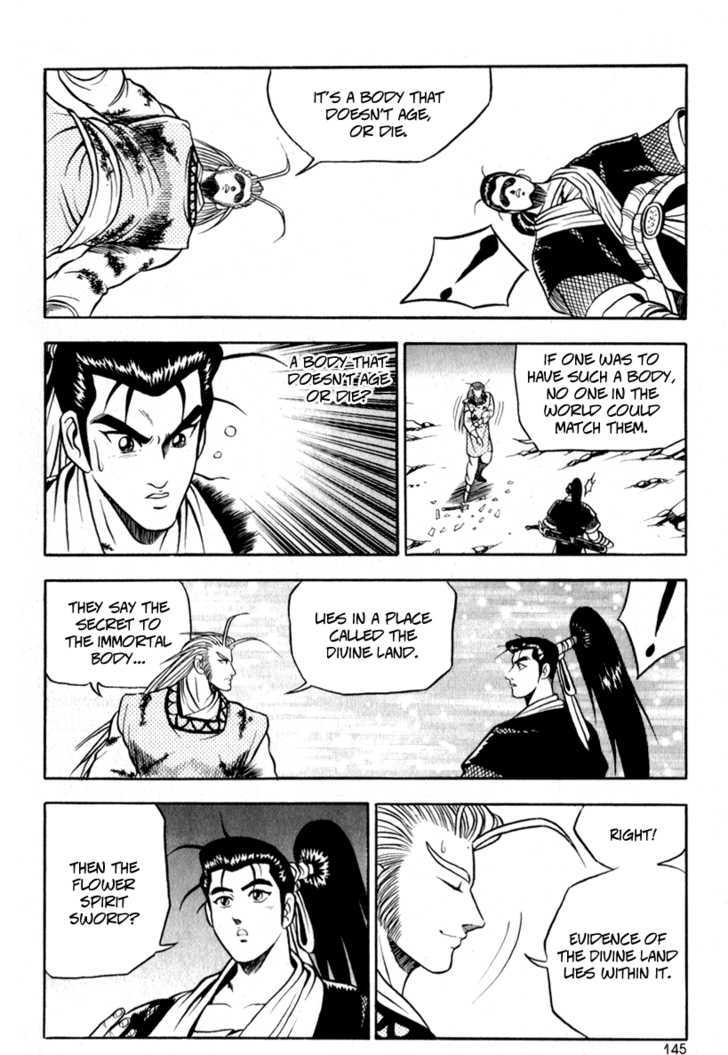 IT'S A BODY THAT
DOESN'T AGE,
OR DIE.
!
A BODY THAT
DOESN'T AGE
OR DIE?
IF ONE WAS TO
HAVE SUCH A BODY,
NO ONE IN THE
WORLD COULD
MATCH THEM.
THEY SAY THE
SECRET TO
THE IMMORTAL
BODY...
LIES IN A PLACE
CALLED THE
DIVINE LAND.
!
THEN THE
FLOWER
SPIRIT
SWORD?
RIGHT!
EVIDENCE OF
THE DIVINE LAND
LIES WITHIN IT.
145